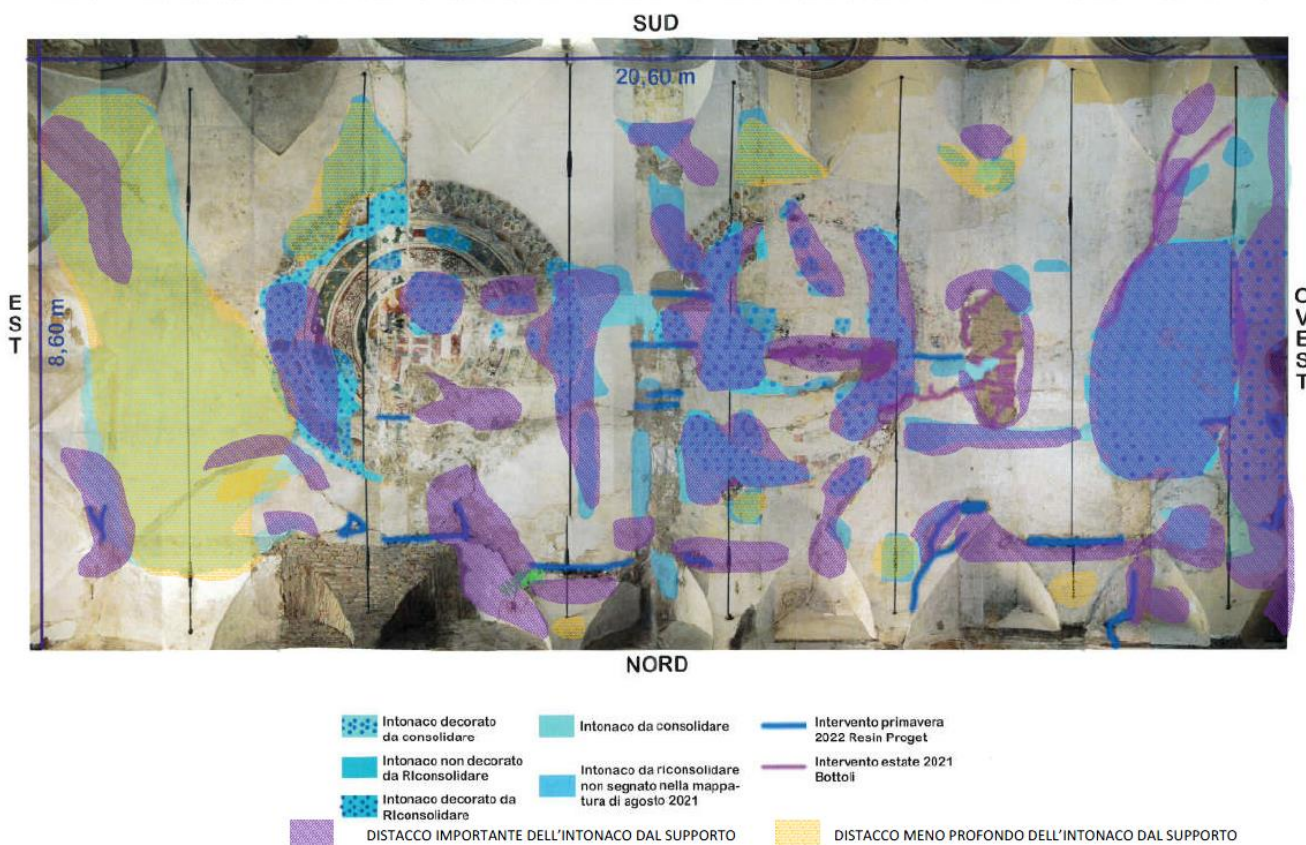 SUD
20,60 m
EST
8,60 m
OVEST
NORD
Intonaco decorato
da consolidare
Intonaco non decorato
da RIconsolidare
Intonaco decorato da
RIconsolidare
Intonaco da consolidare
Intonaco da riconsolidare
non segnato nella mappa-
tura di agosto 2021
Intervento primavera
2022 Resin Proget
Intervento estate 2021
Bottoli
DISTACCO IMPORTANTE DELL'INTONACO DAL SUPPORTO
DISTACCO MENO PROFONDO DELL'INTONACO DAL SUPPORTO